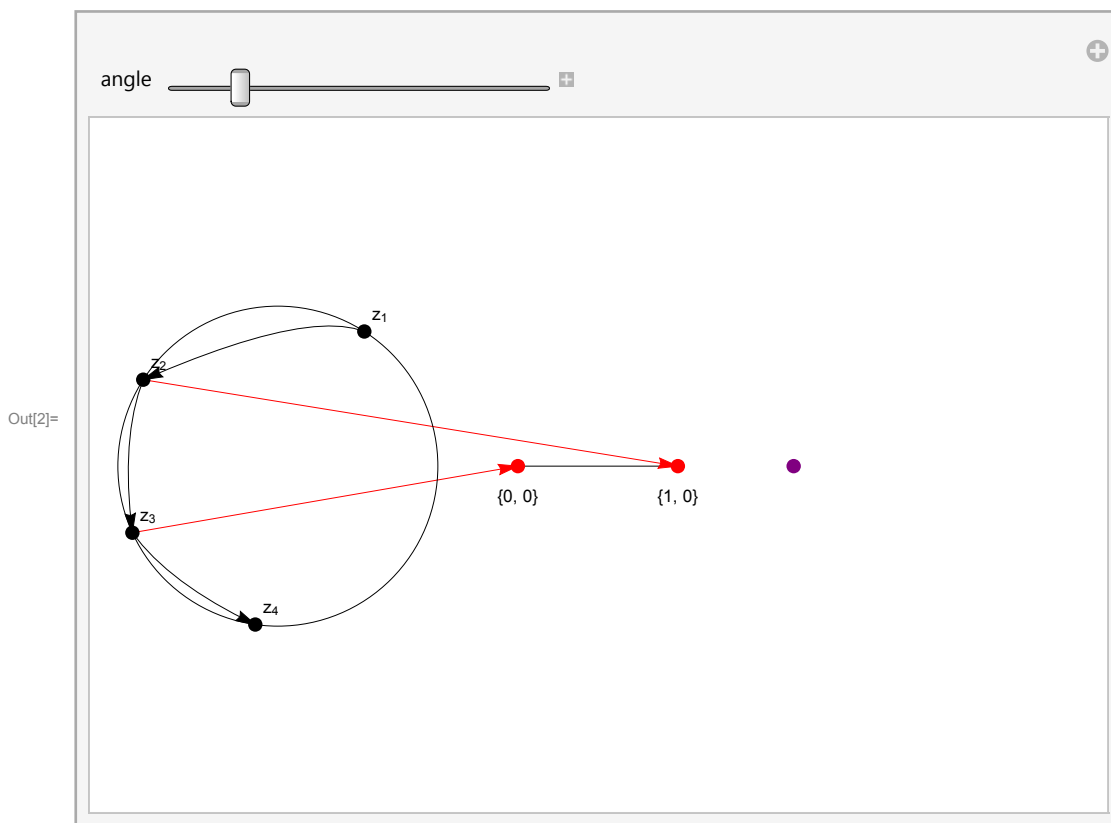 angle
Out[2]=
z1
z2
z3
z4
{0, 0}
{1, 0}